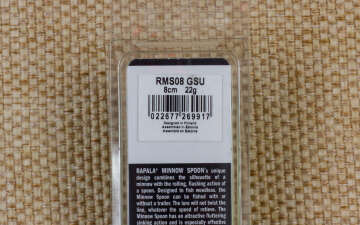 RMS08 GSU
8cm 22g
022677 269917
Designed in Finland
Assembled in Estonia
RAPALA® MINNOW SPOON's unique
design combines the silhouette of a
minnow with the rolling, flashing action of
a spoon. Designed to fish weedless, the
Minnow Spoon can be fished with or
without a trailer. The lure will not twist the
line, whatever the speed of retrieve. The
Minnow Spoon has an attractive fluttering
sinking action and is especially effective